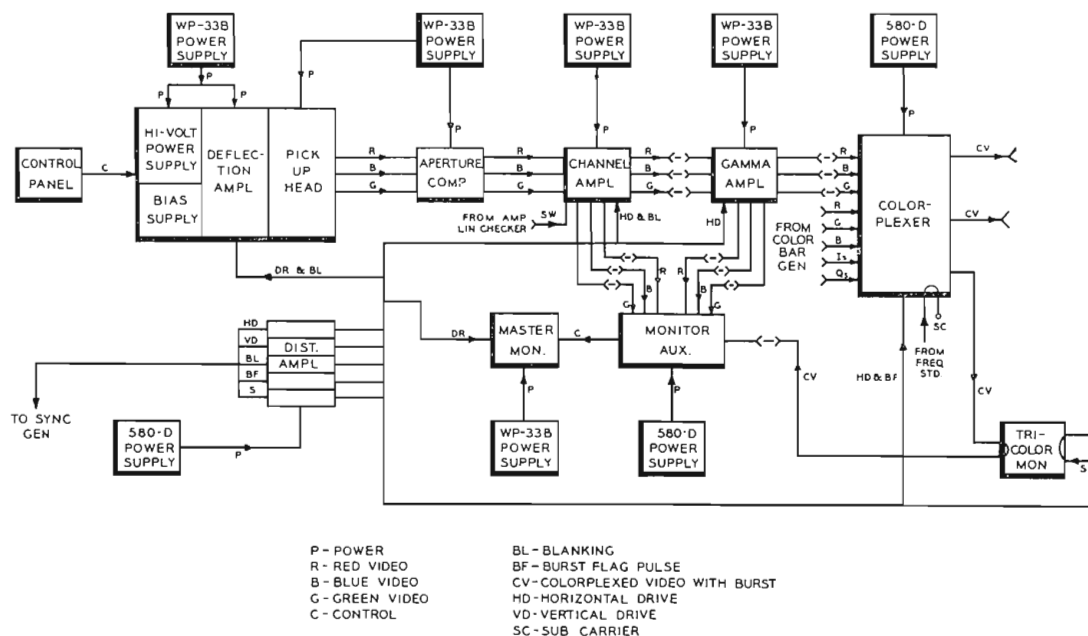 WP-33B
POWER
SUPPLY
WP-33B
POWER
SUPPLY
WP-33B
POWER
SUPPLY
WP-33B
POWER
SUPPLY
580-D
POWER
SUPPLY
P
P
P
P
P
P
P
P
CONTROL
PANEL
C
HI-VOLT
POWER
SUPPLY
BIAS
SUPPLY
DEFLEC-
TION
AMPL
PICK
UP
HEAD
R
B
G
APERTURE
COMP
R
B
G
CHANNEL
AMPL
R
B
G
GAMMA
AMPL
R
B
G
COLOR-
PLEXER
CV
CV
FROM AMP
LIN CHECKER
SW
HD&BL
HD
FROM
COLOR
BAR
GEN
R
G
B
I2
Q2
DR & BL
R
B
G
R
B
G
SC
FROM
FREQ
STD
HD & BF
CV
HD
VD
BL
BF
S
DIST.
AMPL
DR
MASTER
MON.
C
MONITOR
AUX.
CV
TO SYNC
GEN
580-D
POWER
SUPPLY
P
P
WP-33B
POWER
SUPPLY
P
580-D
POWER
SUPPLY
TRI-
COLOR
MON
S
P - POWER
R - RED VIDEO
B - BLUE VIDEO
G - GREEN VIDEO
C - CONTROL
BL - BLANKING
BF - BURST FLAG PULSE
CV - COLORPLEXED VIDEO WITH BURST
HD - HORIZONTAL DRIVE
VD - VERTICAL DRIVE
SC - SUB CARRIER